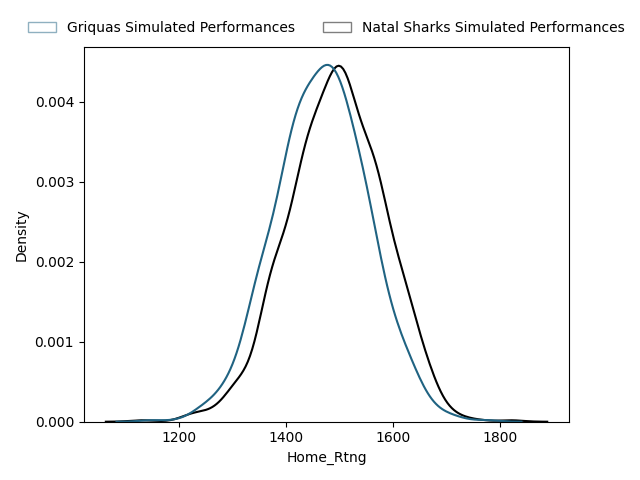 Griquas Simulated Performances
Natal Sharks Simulated Performances
0.004
0.003
0.002
0.001
0.000
Density
1200
1400
1600
1800
Home_Rtng